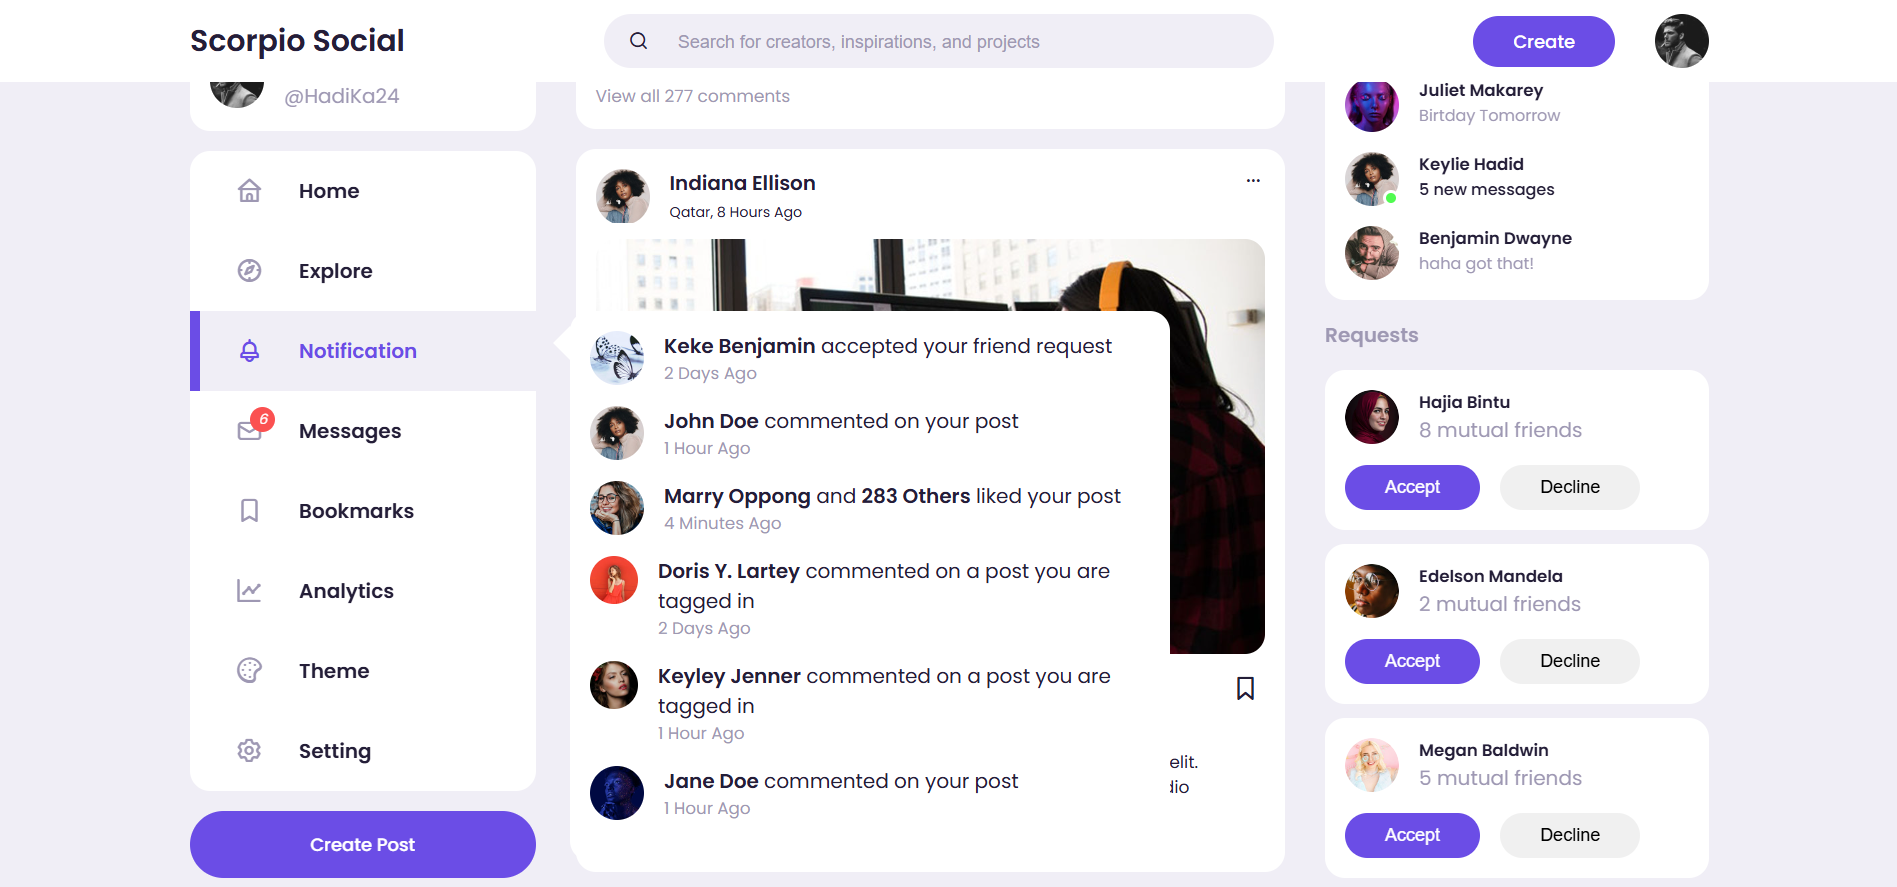 Scorpio Social
Search for creators, inspirations, and projects
Create
@HadiKa24
Home
Explore
Notification
6
Messages
Bookmarks
Analytics
Theme
Setting
Create Post
View all 277 comments
Indiana Ellison
Qatar, 8 Hours Ago
Keke Benjamin accepted your friend request
2 Days Ago
John Doe commented on your post
1 Hour Ago
Marry Oppong and 283 Others liked your post
4 Minutes Ago
Doris Y. Lartey commented on a post you are
tagged in
2 Days Ago
Keyley Jenner commented on a post you are
tagged in
1 Hour Ago
Jane Doe commented on your post
1 Hour Ago
elit.
dio
Juliet Makarey
Birtday Tomorrow
Keylie Hadid
5 new messages
Benjamin Dwayne
haha got that!
Requests
Hajia Bintu
8 mutual friends
Accept
Decline
Edelson Mandela
2 mutual friends
Accept
Decline
Megan Baldwin
5 mutual friends
Accept
Decline